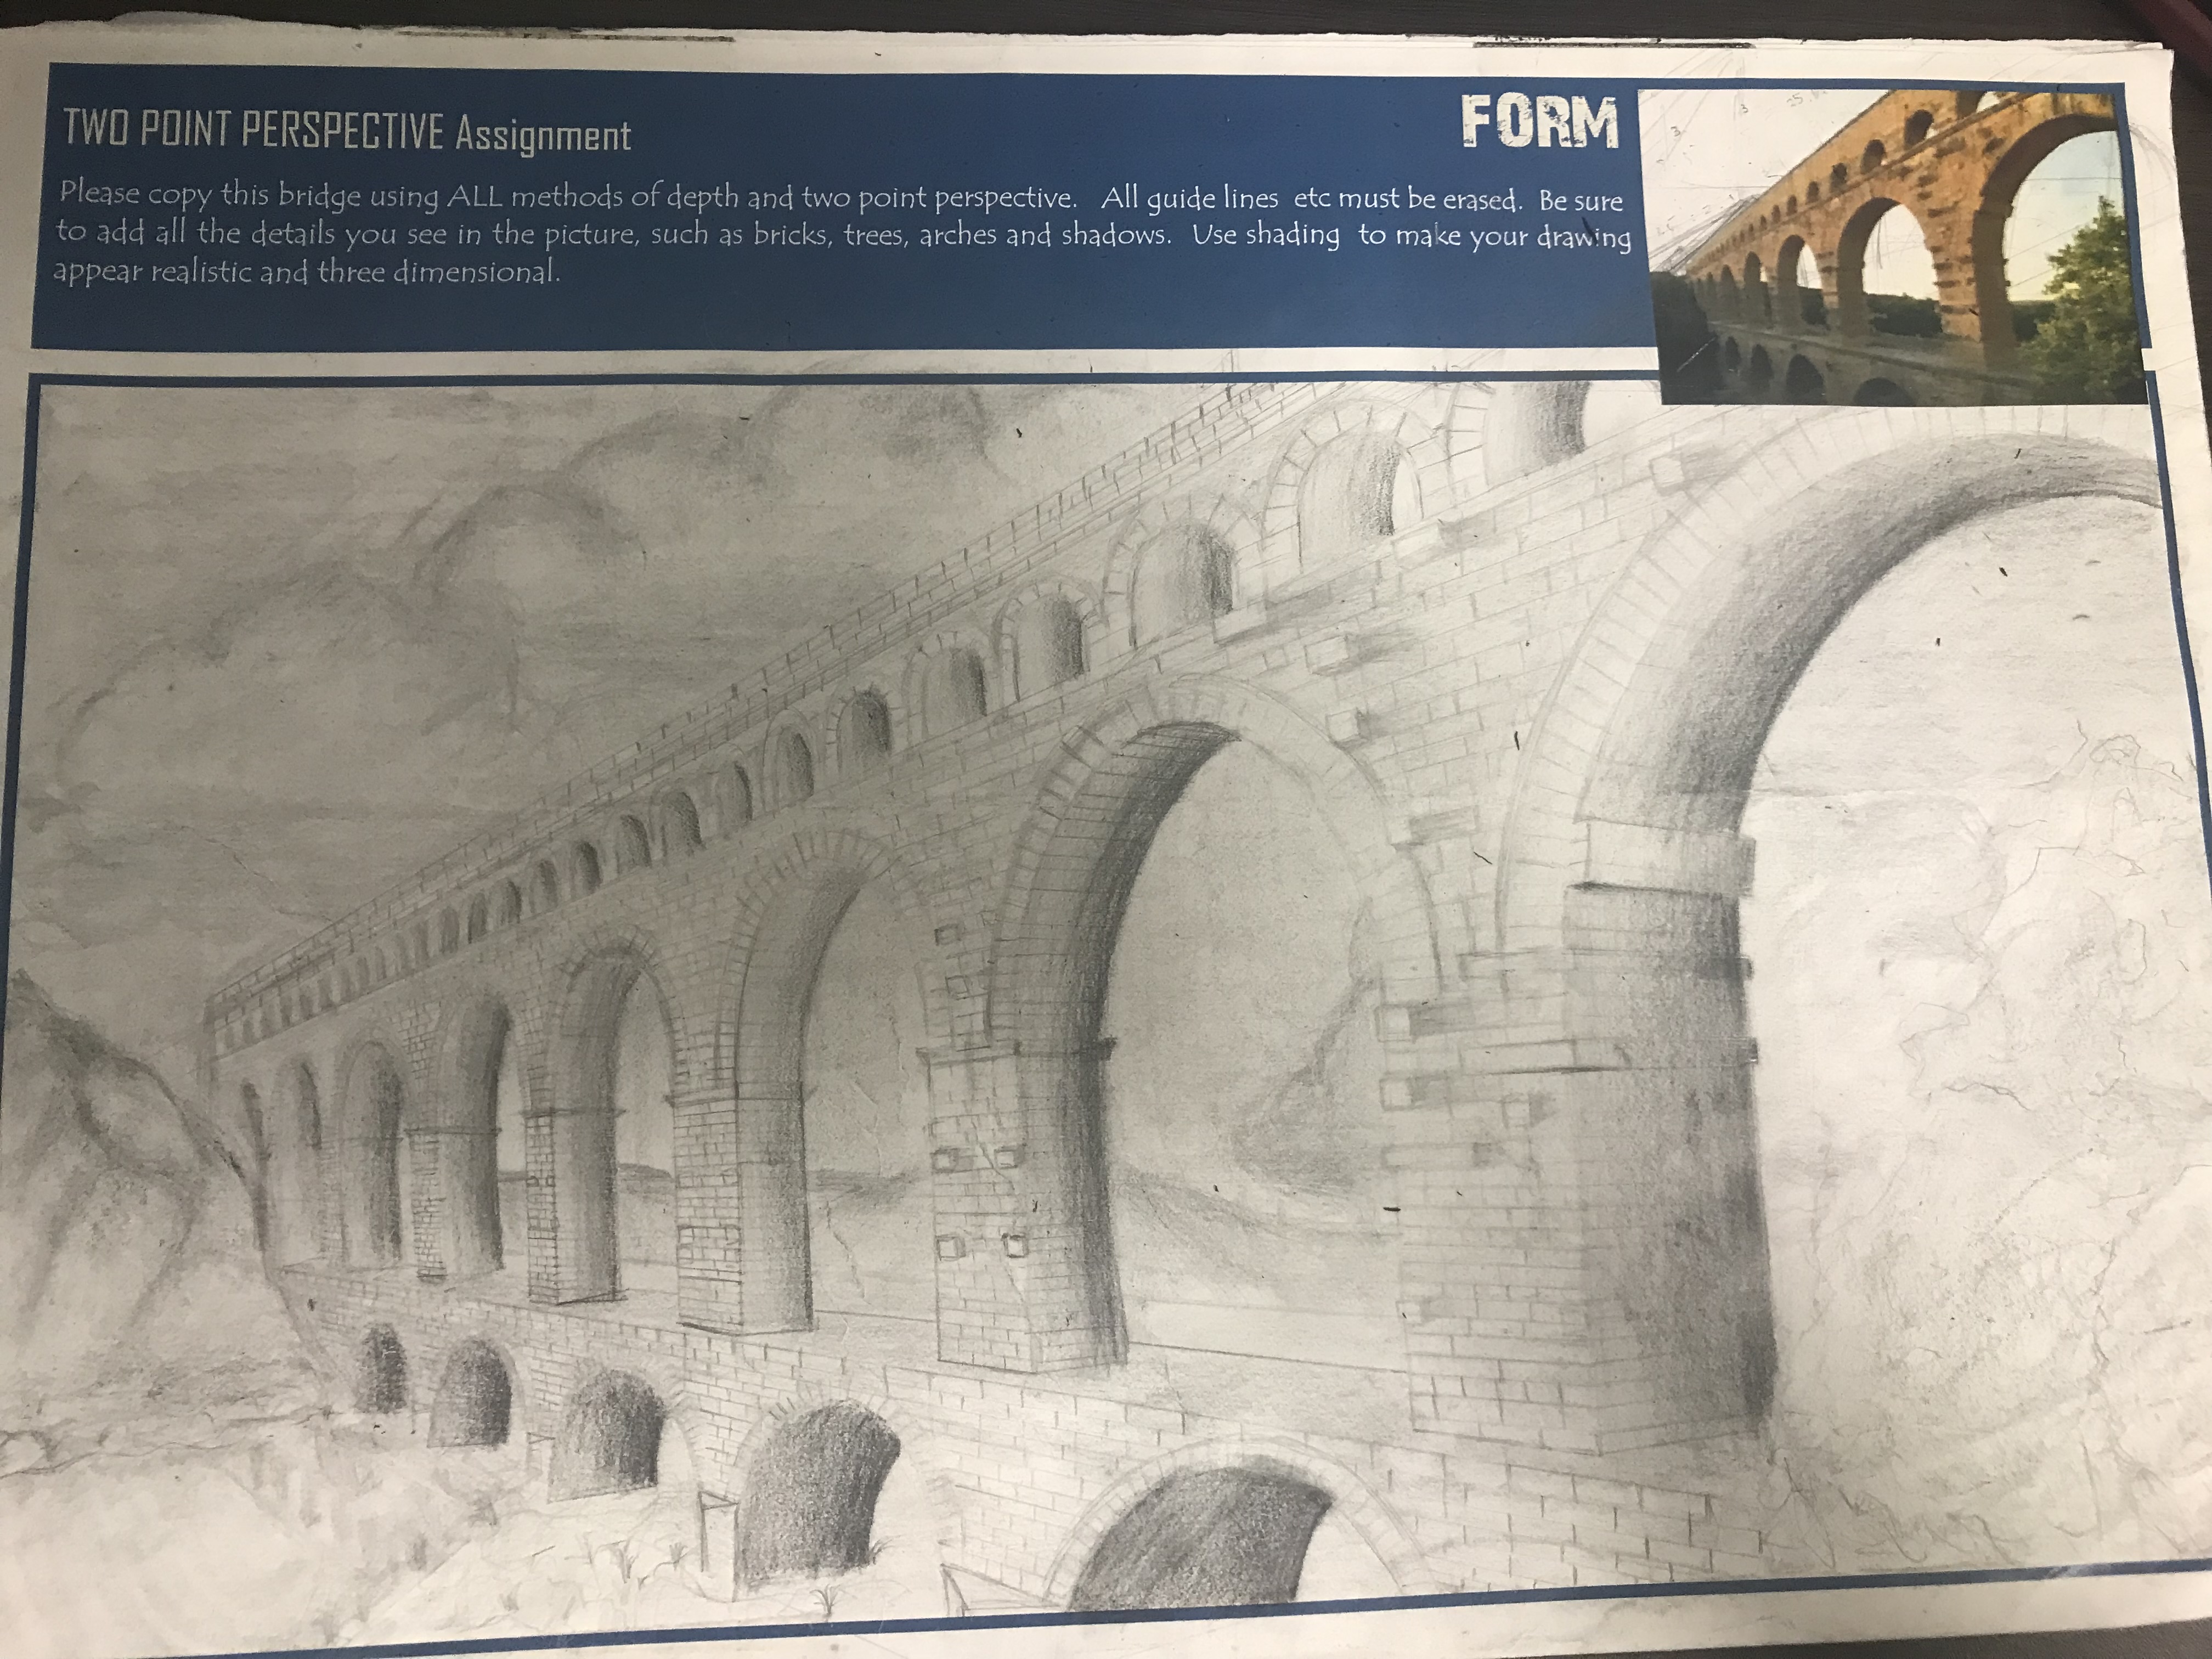 TWO POINT PERSPECTIVE Assignment
FORM
Please copy this bridge using ALL methods of depth and two point perspective. All guide lines etc must be erased. Be sure
to add all the details you see in the picture, such as bricks, trees, arches and shadows. Use shading to make your drawing
appear realistic and three dimensional.